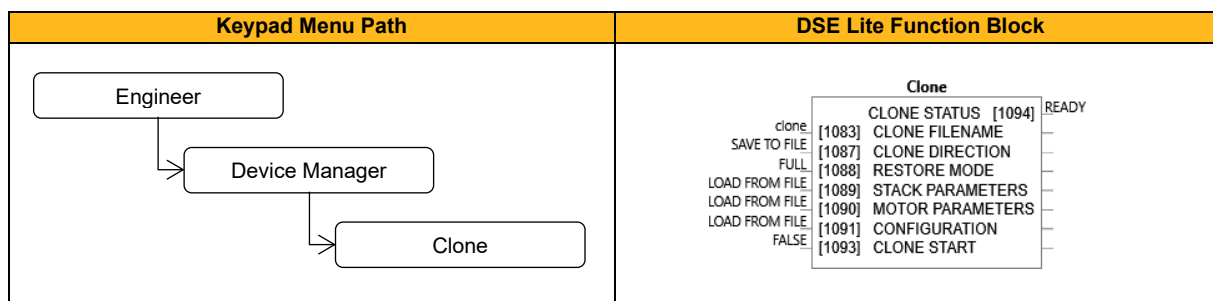 Keypad Menu Path
DSE Lite Function Block
Engineer
Device Manager
Clone
Clone
CLONE STATUS [1094] READY
clone [1083] CLONE FILENAME
SAVE TO FILE [1087] CLONE DIRECTION
FULL [1088] RESTORE MODE
LOAD FROM FILE [1089] STACK PARAMETERS
LOAD FROM FILE [1090] MOTOR PARAMETERS
LOAD FROM FILE [1091] CONFIGURATION
FALSE [1093] CLONE START